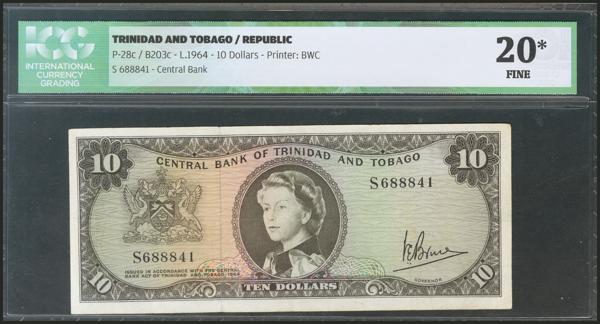 ICG
INTERNATIONAL
CURRENCY
GRADING
TRINIDAD AND TOBAGO / REPUBLIC
P-28c / B203c - L.1964 - 10 Dollars - Printer: BWC
S 688841 - Central Bank
20*
FINE
10
10
CENTRAL BANK OF TRINIDAD AND TOBAGO
S688841
S688841
ISSUED IN ACCORDANCE WITH THE CENTRAL
BANK ACT OF TRINIDAD AND TOBAGO, 1964
GOVERNOR
10
TEN DOLLARS
10